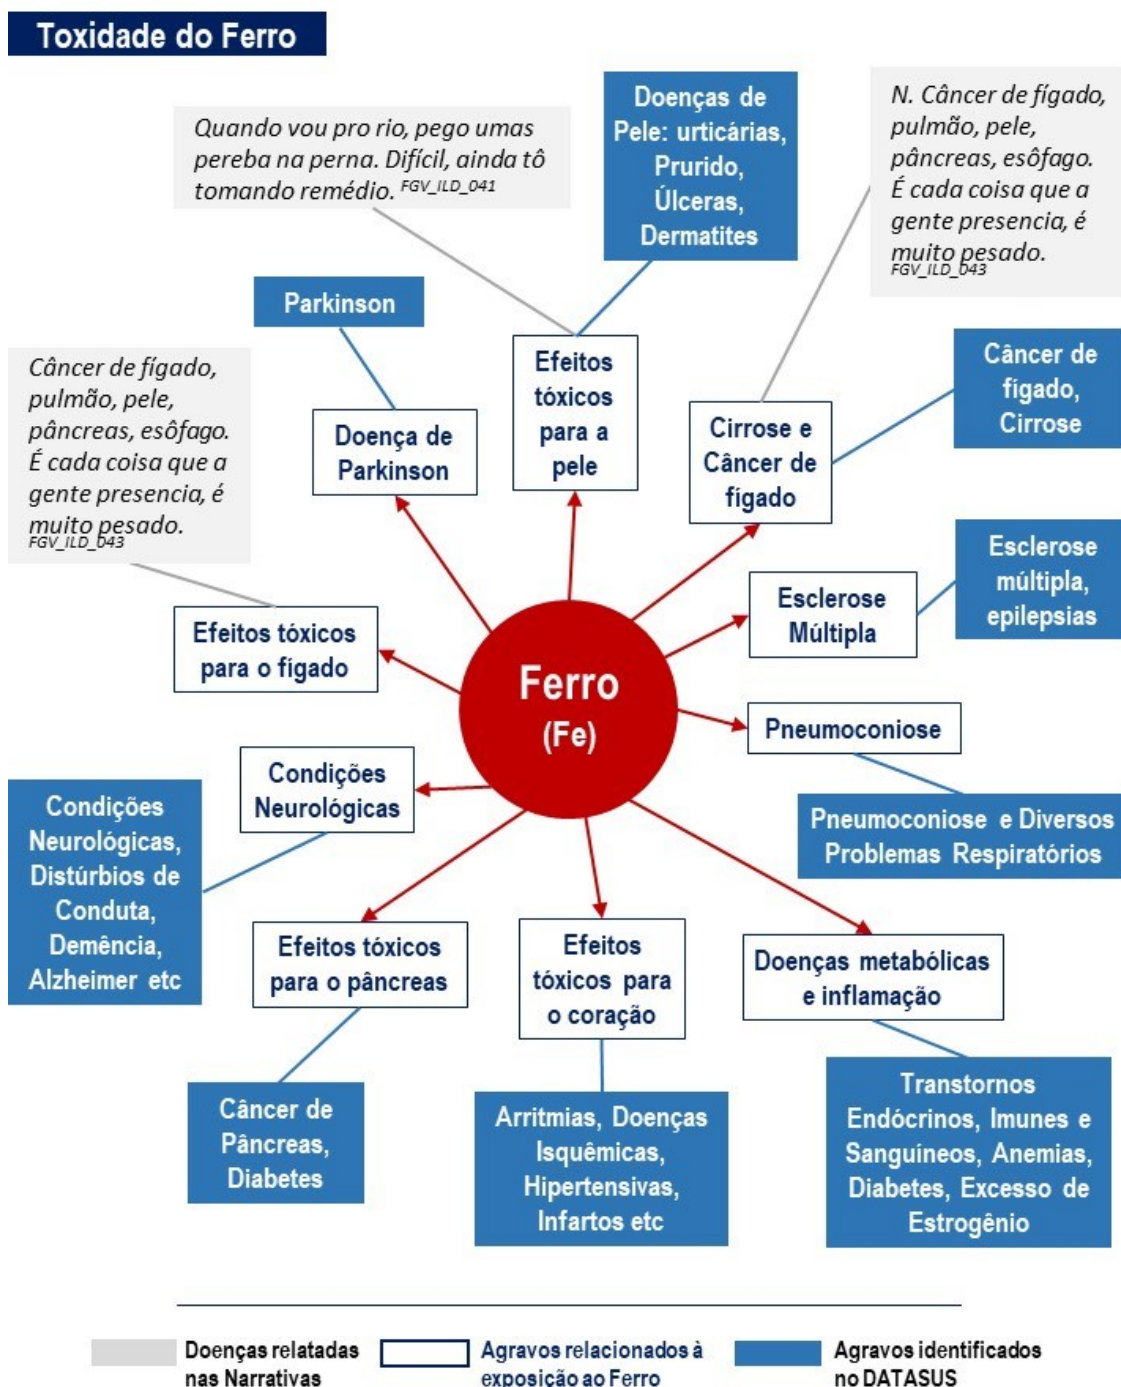 Toxidade do Ferro
Quando vou pro rio, pego umas
pereba na perna. Difícil, ainda tô
tomando remédio. FGV_ILD_041
Doenças de
Pele: urticárias,
Prurido,
Úlceras,
Dermatites
N. Câncer de fígado,
pulmão, pele,
pâncreas, esôfago.
É cada coisa que a
gente presencia, é
muito pesado.
FGV_ILD_043
Parkinson
Câncer de fígado,
pulmão, pele,
pâncreas, esôfago.
É cada coisa que a
gente presencia, é
muito pesado.
FGV_ILD_043
Doença de
Parkinson
Efeitos
tóxicos
para a
pele
Cirrose e
Câncer de
fígado
Câncer de
fígado,
Cirrose
Esclerose
Múltipla
Esclerose
múltipla,
epilepsias
Efeitos tóxicos
para o fígado
Ferro
(Fe)
Pneumoconiose
Condições
Neurológicas
Condições
Neurológicas,
Distúrbios de
Conduta,
Demência,
Alzheimer etc
Pneumoconiose e Diversos
Problemas Respiratórios
Efeitos tóxicos
para o pâncreas
Efeitos
tóxicos para
o coração
Doenças metabólicas
e inflamação
Câncer de
Pâncreas,
Diabetes
Arritmias, Doenças
Isquêmicas,
Hipertensivas,
Infartos etc
Transtornos
Endócrinos, Imunes e
Sanguíneos, Anemias,
Diabetes, Excesso de
Estrogênio
Doenças relatadas
nas Narrativas
Agravos relacionados à
exposição ao Ferro
Agravos identificados
no DATASUS